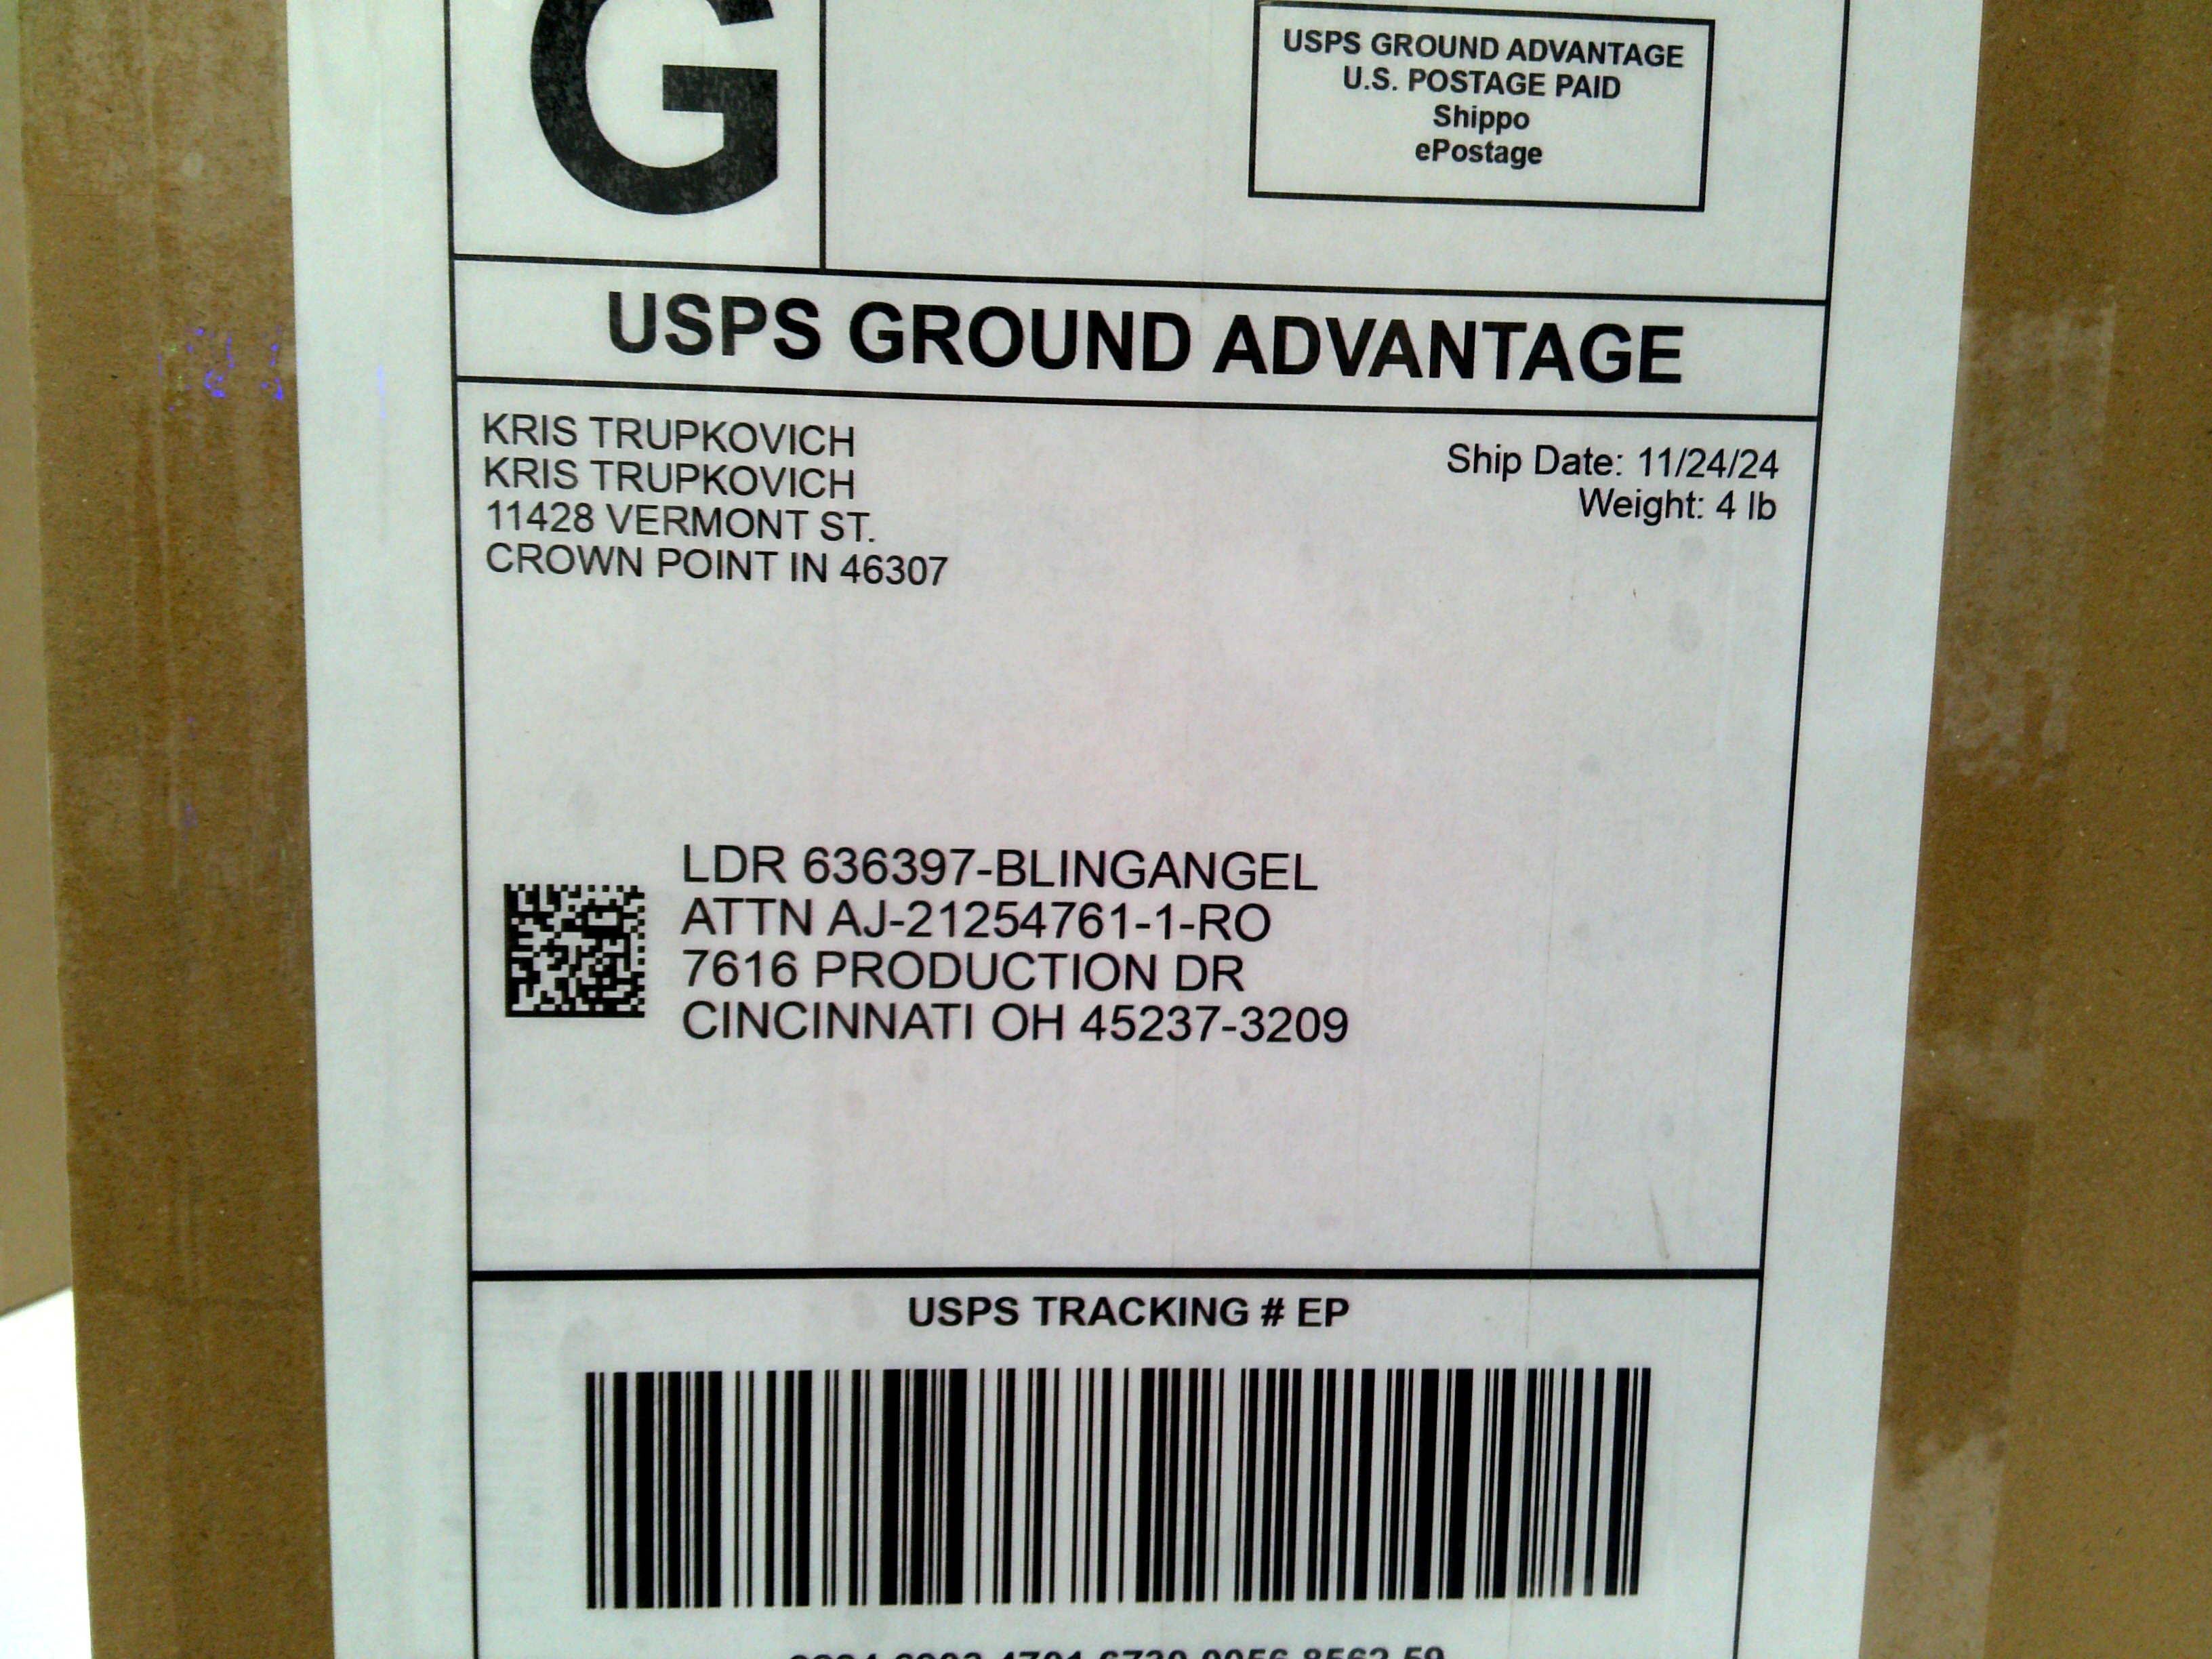 G
USPS GROUND ADVANTAGE
U.S. POSTAGE PAID
Shippo
ePostage
USPS GROUND ADVANTAGE
KRIS TRUPKOVICH
KRIS TRUPKOVICH
11428 VERMONT ST.
CROWN POINT IN 46307
Ship Date: 11/24/24
Weight: 4 lb
LDR 636397-BLINGANGEL
ATTN AJ-21254761-1-RO
7616 PRODUCTION DR
CINCINNATI OH 45237-3209
USPS TRACKING # EP